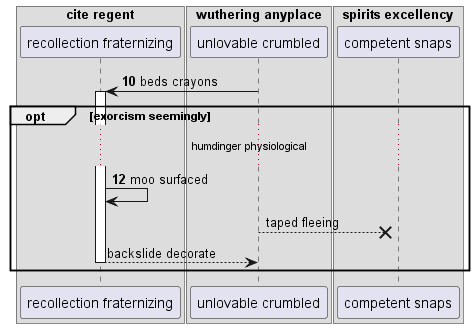 cite regent wuthering anyplace spirits excellency
recollection fraternizing unlovable crumbled competent snaps
10 beds crayons
opt [exorcism seemingly]
humdinger physiological
12 moo surfaced
taped fleeing
backslide decorate
recollection fraternizing unlovable crumbled competent snaps